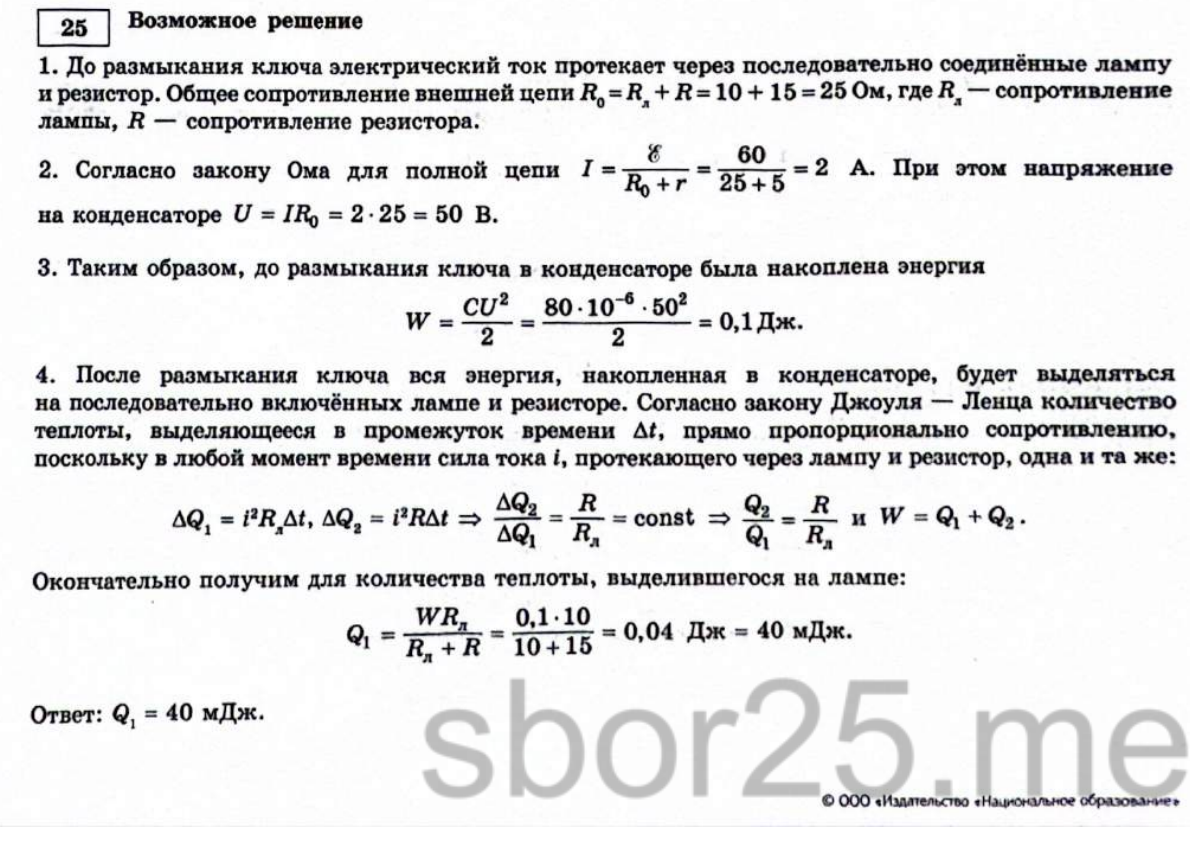 25 Возможное решение
1. До размыкания ключа электрический ток протекает через последовательно соединённые лампу
и резистор. Общее сопротивление внешней цепи R₀ = Rл + R = 10 + 15 = 25 Ом, где Rл — сопротивление
лампы, R — сопротивление резистора.
2. Согласно закону Ома для полной цепи I = ℰ/(R₀ + r) = 60/(25 + 5) = 2 А. При этом напряжение
на конденсаторе U = IR₀ = 2 · 25 = 50 В.
3. Таким образом, до размыкания ключа в конденсаторе была накоплена энергия
W = CU²/2 = 80 · 10⁻⁶ · 50²/2 = 0,1 Дж.
4. После размыкания ключа вся энергия, накопленная в конденсаторе, будет выделяться
на последовательно включённых лампе и резисторе. Согласно закону Джоуля — Ленца количество
теплоты, выделяющееся в промежуток времени Δt, прямо пропорционально сопротивлению,
поскольку в любой момент времени сила тока i, протекающего через лампу и резистор, одна и та же:
ΔQ₁ = i²RлΔt, ΔQ₂ = i²RΔt ⇒ ΔQ₂/ΔQ₁ = R/Rл = const ⇒ Q₂/Q₁ = R/Rл и W = Q₁ + Q₂.
Окончательно получим для количества теплоты, выделившегося на лампе:
Q₁ = WRл/(Rл + R) = 0,1 · 10/(10 + 15) = 0,04 Дж = 40 мДж.
Ответ: Q₁ = 40 мДж.
sbor25.me
© ООО «Издательство «Национальное образование»